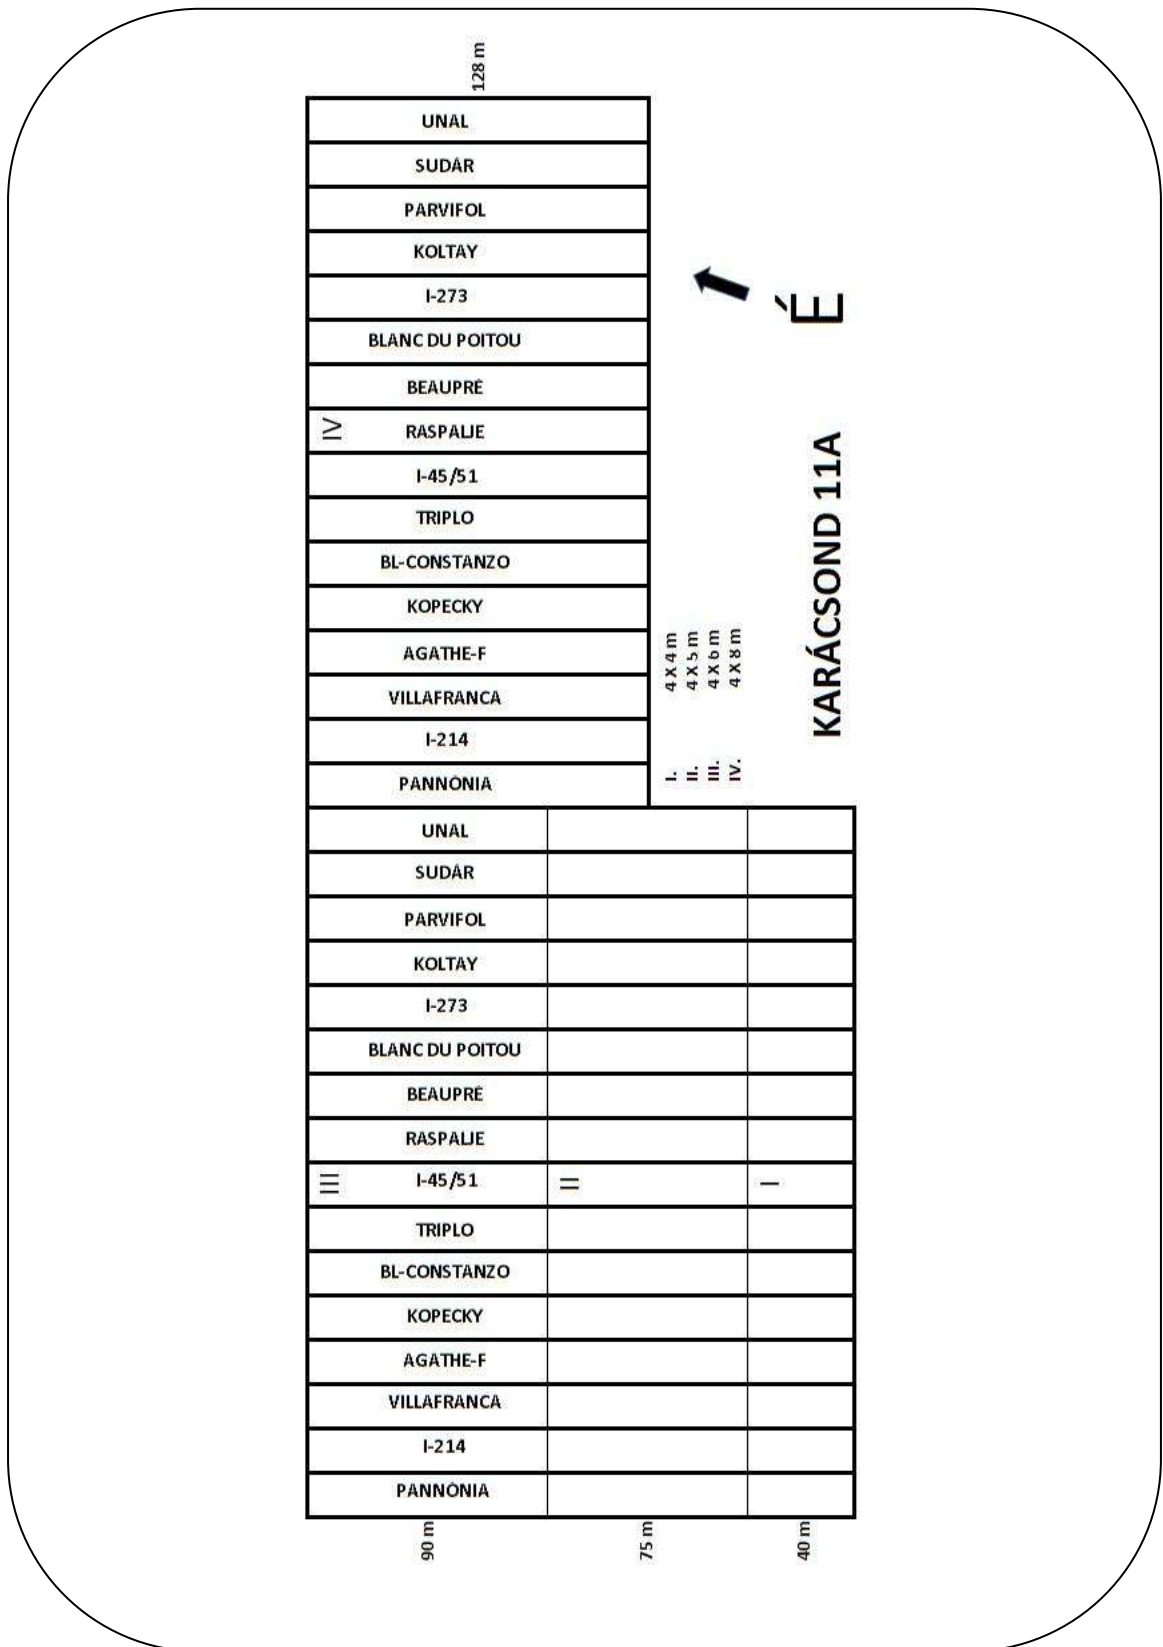 128 m
UNAL
SUDÁR
PARVIFOL
KOLTAY
I-273
BLANC DU POITOU
BEAUPRÉ
IV RASPALJE
I-45/51
TRIPLO
BL-CONSTANZO
KOPECKY
AGATHE-F
VILLAFRANCA
I-214
PANNÓNIA
É
KARÁCSOND 11A
I. 4 X 4 m
II. 4 X 5 m
III. 4 X 6 m
IV. 4 X 8 m
UNAL
SUDÁR
PARVIFOL
KOLTAY
I-273
BLANC DU POITOU
BEAUPRÉ
RASPALJE
III I-45/51 II I
TRIPLO
BL-CONSTANZO
KOPECKY
AGATHE-F
VILLAFRANCA
I-214
PANNÓNIA
90 m 75 m 40 m